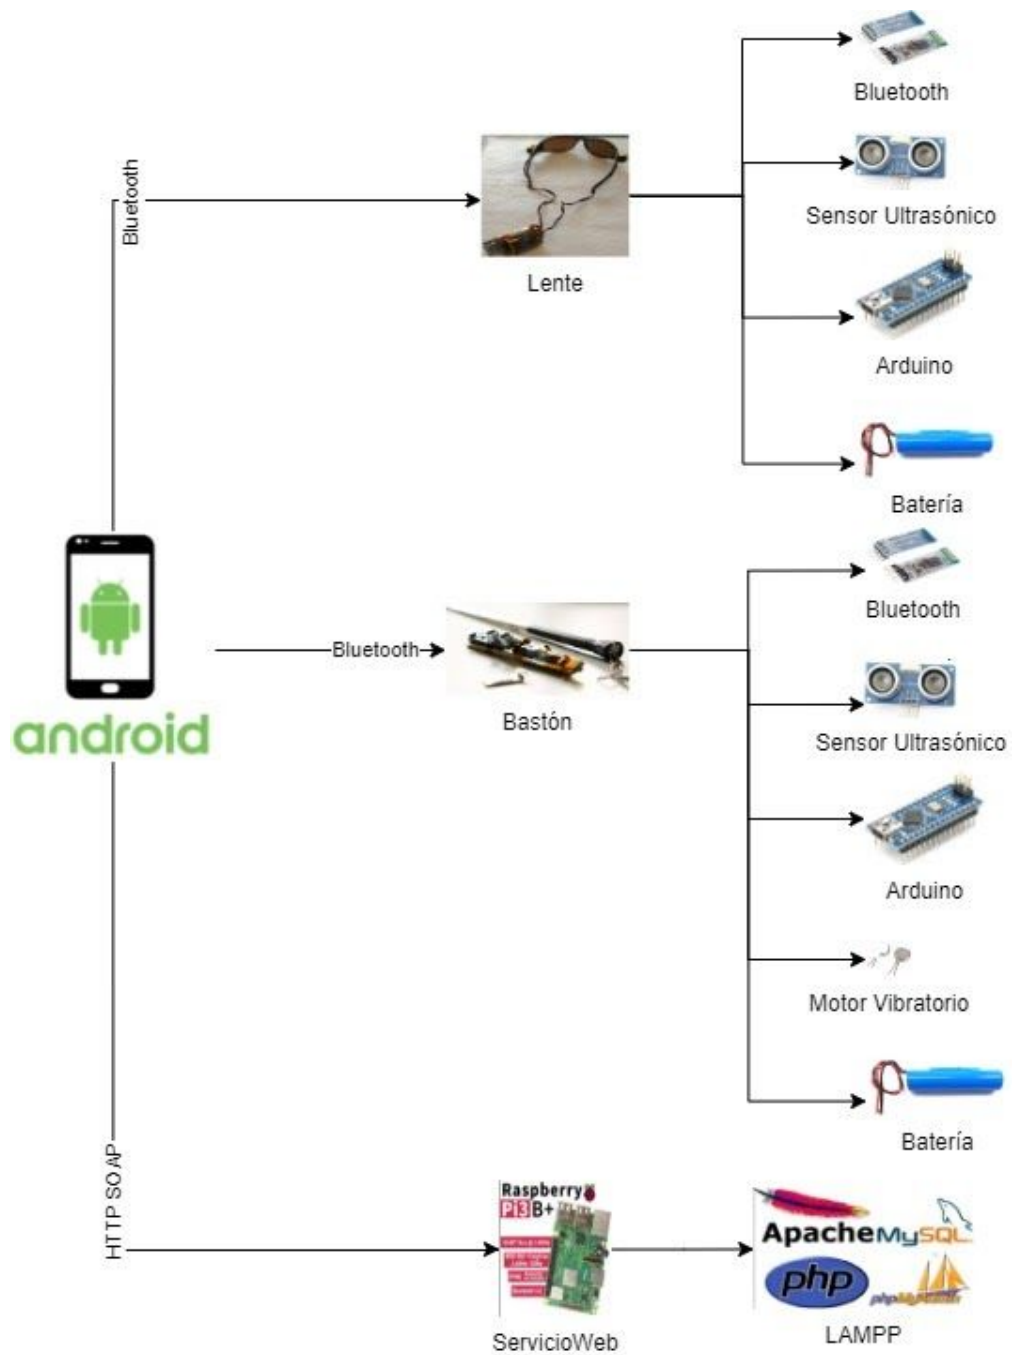 Bluetooth
Sensor Ultrasónico
Arduino
Batería
Bluetooth
Lente
android
Bluetooth
Bastón
Bluetooth
Sensor Ultrasónico
Arduino
Motor Vibratorio
Batería
HTTP SOAP
Raspberry
Pi3 B+
ServicioWeb
Apache
MySQL
php
phpMyAdmin
LAMPP